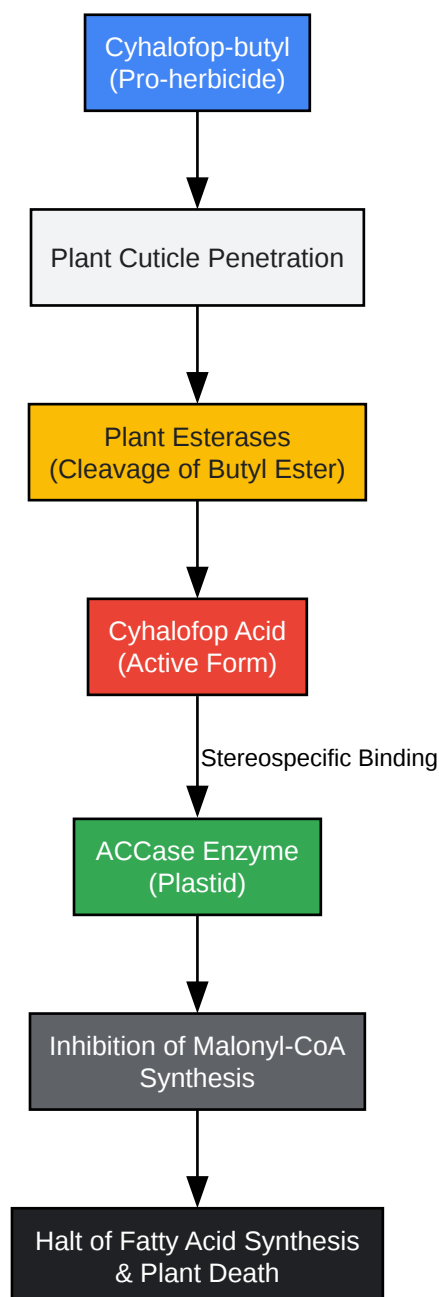 Cyhalofop-butyl
(Pro-herbicide)
Plant Cuticle Penetration
Plant Esterases
(Cleavage of Butyl Ester)
Cyhalofop Acid
(Active Form)
Stereospecific Binding
ACCase Enzyme
(Plastid)
Inhibition of Malonyl-CoA
Synthesis
Halt of Fatty Acid Synthesis
& Plant Death